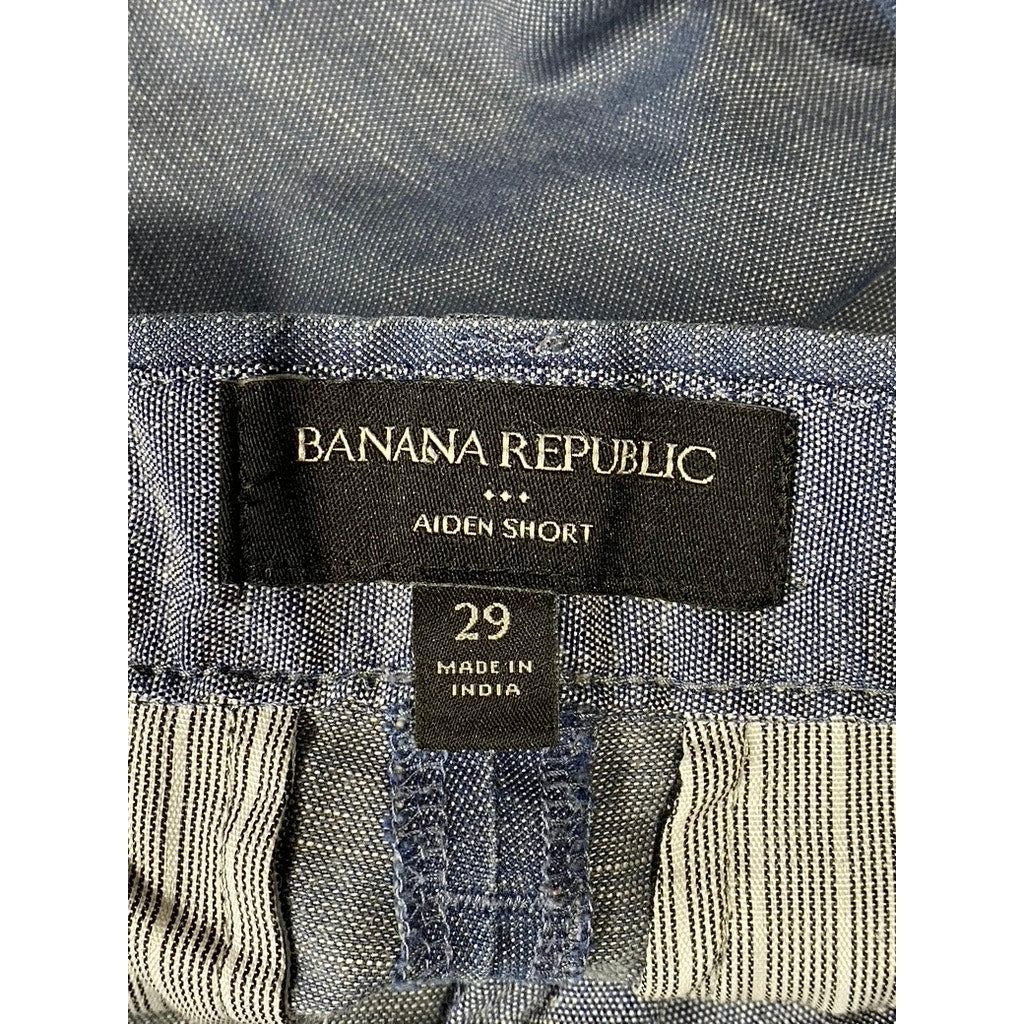 BANANA REPUBLIC
AIDEN SHORT
29
MADE IN
INDIA